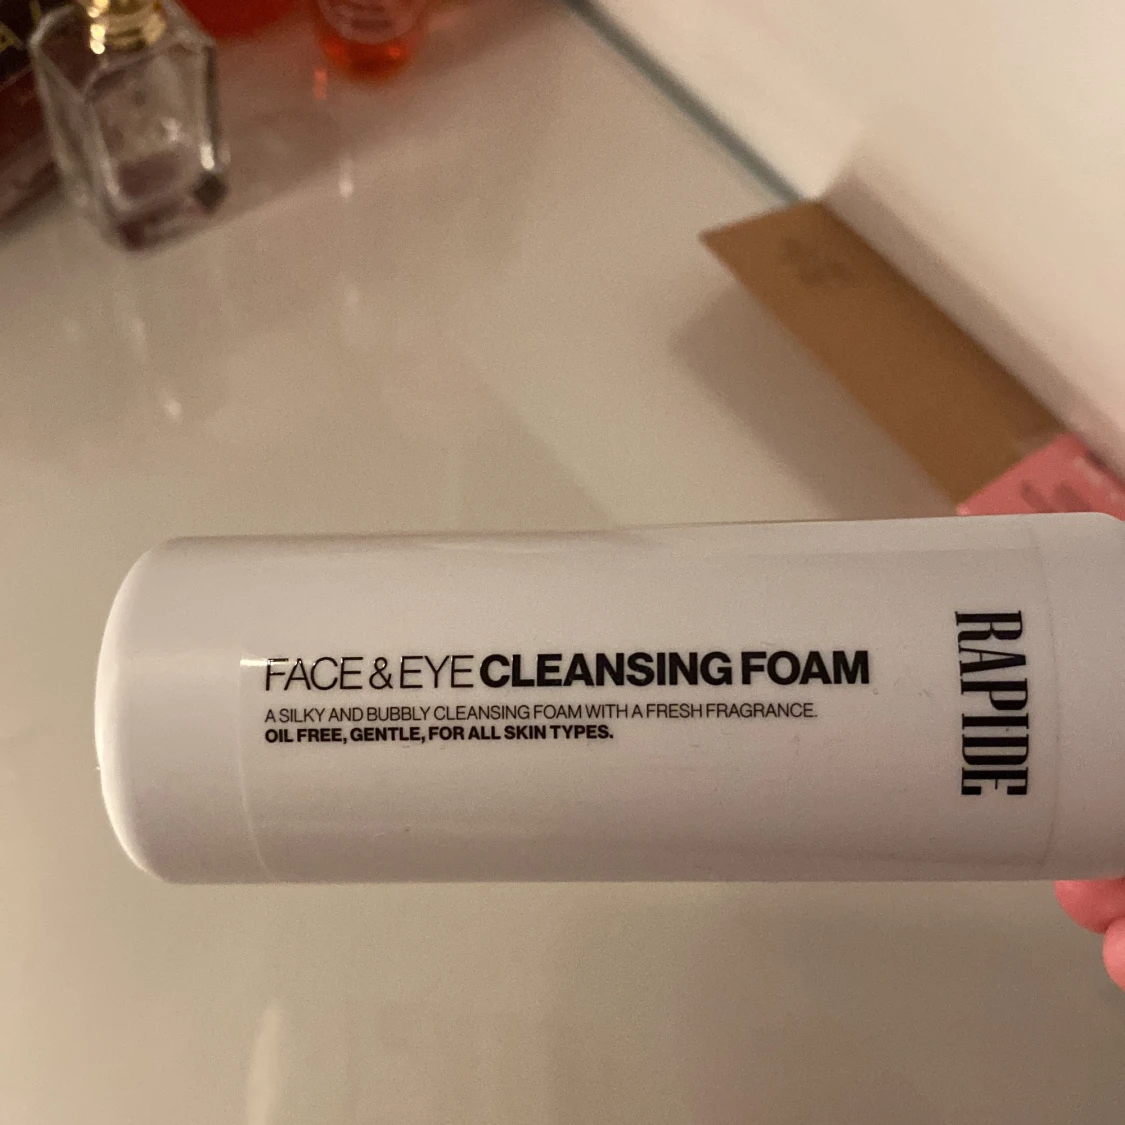 FACE & EYE CLEANSING FOAM
A SILKY AND BUBBLY CLEANSING FOAM WITH A FRESH FRAGRANCE.
OIL FREE, GENTLE, FOR ALL SKIN TYPES.
RAPIDE